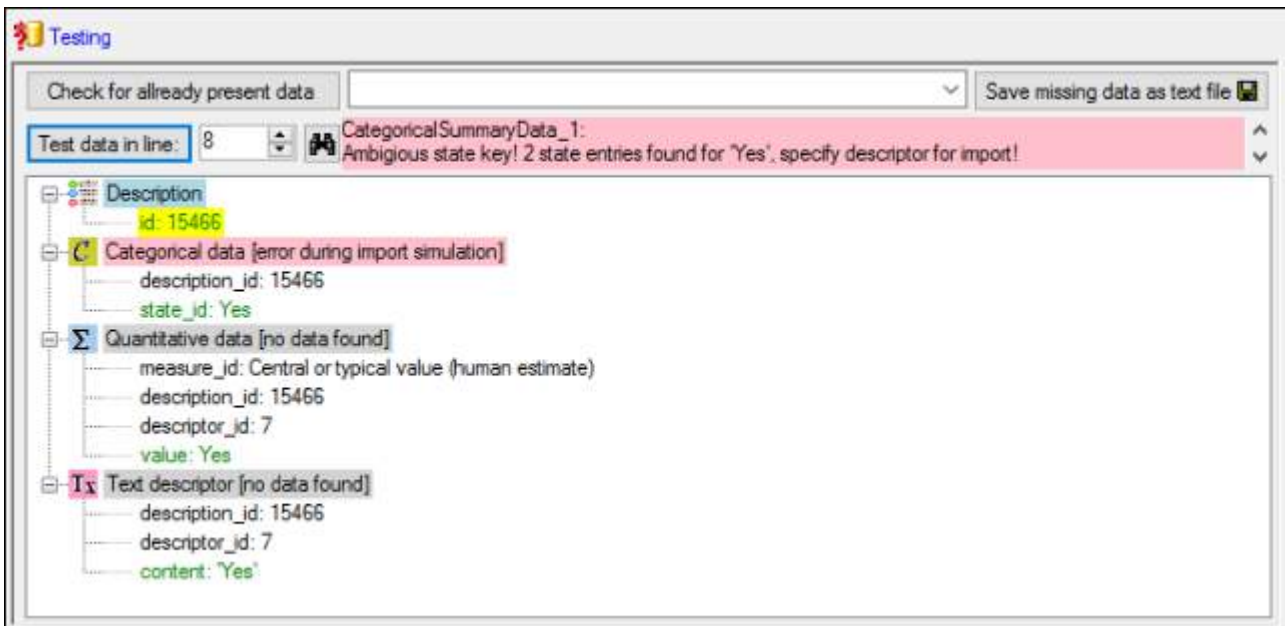 Testing
Check for allready present data
Save missing data as text file
Test data in line: 8
CategoricalSummaryData_1:
Ambigious state key! 2 state entries found for 'Yes', specify descriptor for import!
Description
id: 15466
C Categorical data [error during import simulation]
description_id: 15466
state_id: Yes
Σ Quantitative data [no data found]
measure_id: Central or typical value (human estimate)
description_id: 15466
descriptor_id: 7
value: Yes
Tx Text descriptor [no data found]
description_id: 15466
descriptor_id: 7
content: 'Yes'